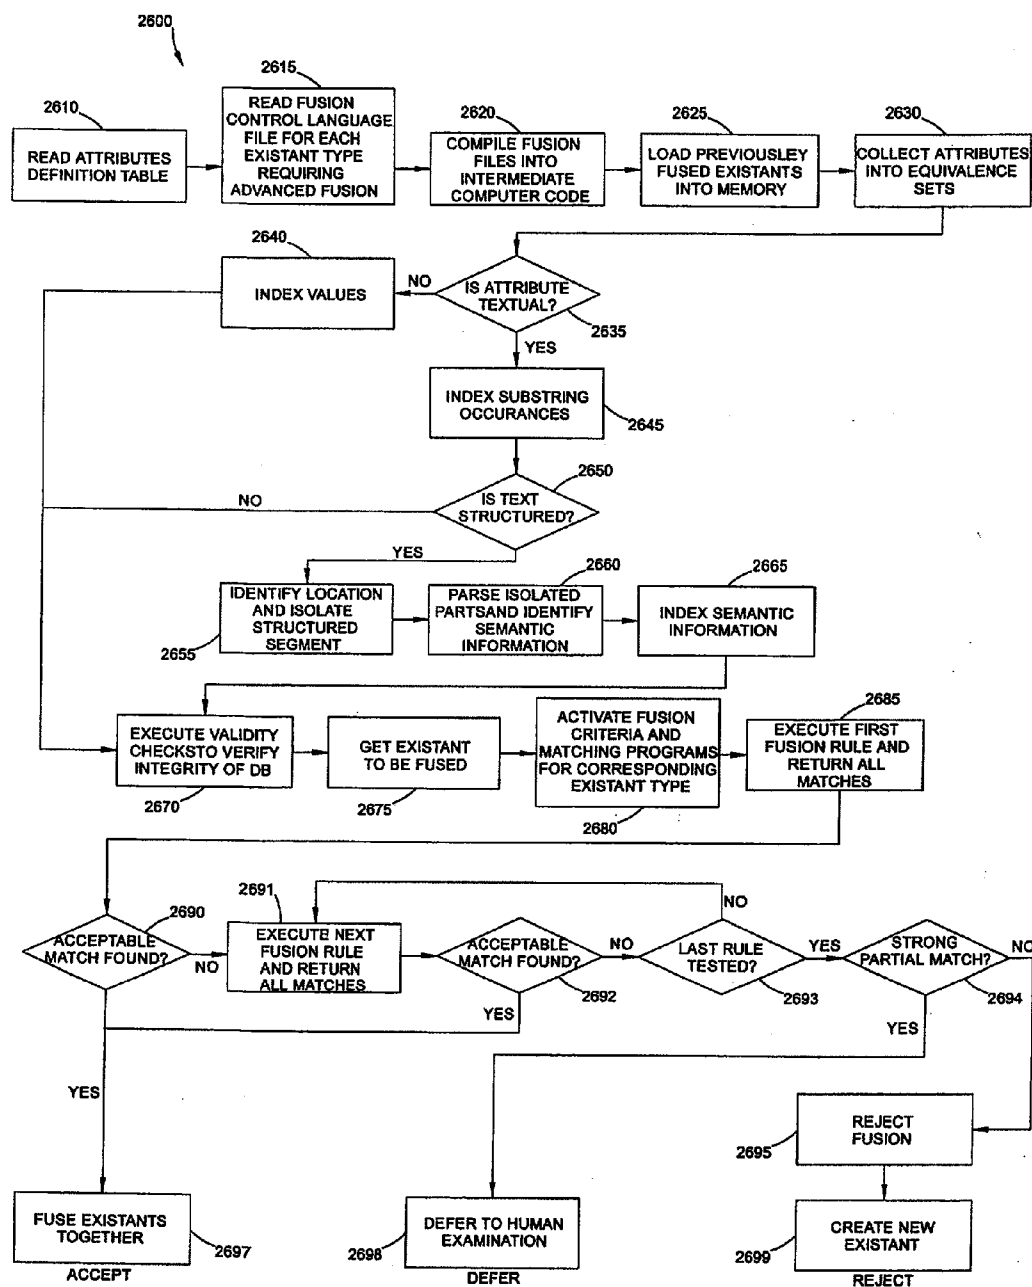 2600
2610
READ ATTRIBUTES
DEFINITION TABLE
2615
READ FUSION
CONTROL LANGUAGE
FILE FOR EACH
EXISTANT TYPE
REQUIRING
ADVANCED FUSION
2620
COMPILE FUSION
FILES INTO
INTERMEDIATE
COMPUTER CODE
2625
LOAD PREVIOUSLEY
FUSED EXISTANTS
INTO MEMORY
2630
COLLECT ATTRIBUTES
INTO EQUIVALENCE
SETS
2640
INDEX VALUES
NO
IS ATTRIBUTE
TEXTUAL?
2635
YES
INDEX SUBSTRING
OCCURANCES
2645
2650
NO
IS TEXT
STRUCTURED?
YES
IDENTIFY LOCATION
AND ISOLATE
STRUCTURED
SEGMENT
2655
2660
PARSE ISOLATED
PARTSAND IDENTIFY
SEMANTIC
INFORMATION
2665
INDEX SEMANTIC
INFORMATION
EXECUTE VALIDITY
CHECKSTO VERIFY
INTEGRITY OF DB
2670
GET EXISTANT
TO BE FUSED
2675
ACTIVATE FUSION
CRITERIA AND
MATCHING PROGRAMS
FOR CORRESPONDING
EXISTANT TYPE
2680
2685
EXECUTE FIRST
FUSION RULE AND
RETURN ALL
MATCHES
2690
ACCEPTABLE
MATCH FOUND?
NO
2691
EXECUTE NEXT
FUSION RULE
AND RETURN
ALL MATCHES
ACCEPTABLE
MATCH FOUND?
2692
YES
NO
NO
LAST RULE
TESTED?
2693
YES
STRONG
PARTIAL MATCH?
2694
NO
YES
YES
2695
REJECT
FUSION
FUSE EXISTANTS
TOGETHER
2697
ACCEPT
DEFER TO HUMAN
EXAMINATION
2698
DEFER
CREATE NEW
EXISTANT
2699
REJECT